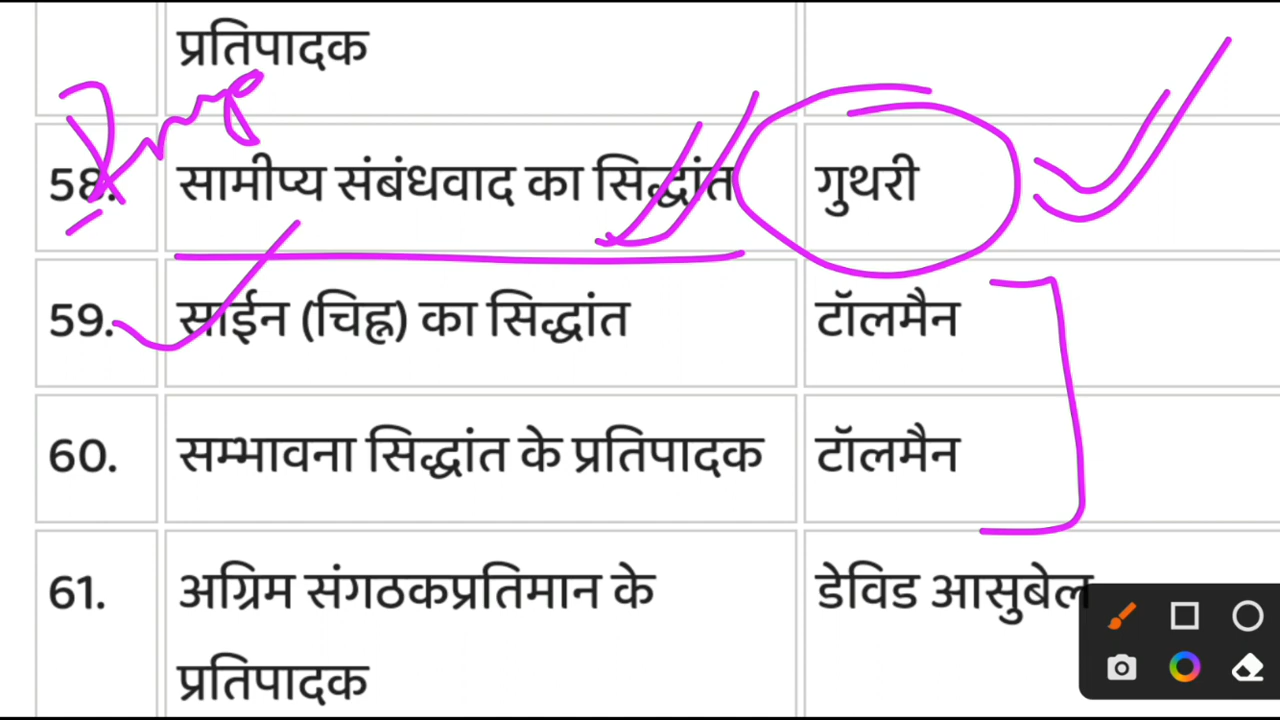 प्रतिपादक
58. सामीप्य संबंधवाद का सिद्धांत गुथरी
59. साईन (चिह्न) का सिद्धांत टॉलमैन
60. सम्भावना सिद्धांत के प्रतिपादक टॉलमैन
61. अग्रिम संगठकप्रतिमान के डेविड आसुबेल
प्रतिपादक